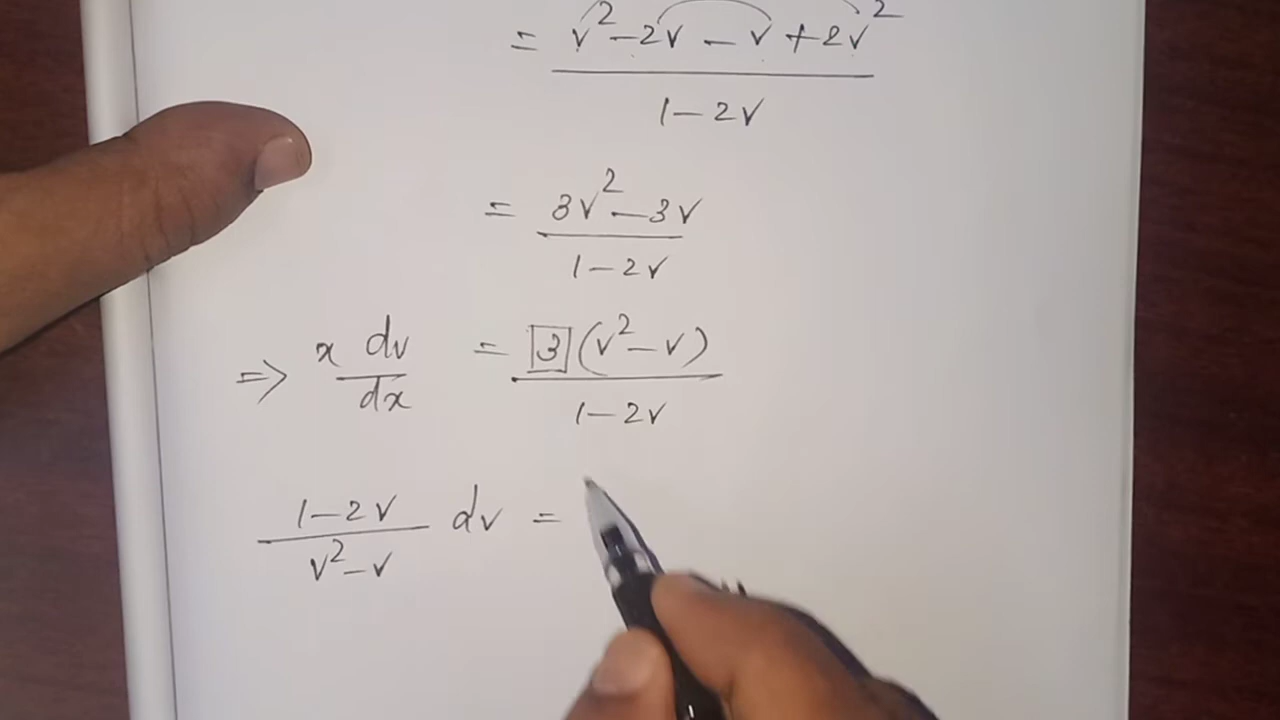 = v² - 2v - v + 2v² / 1 - 2v
= 3v² - 3v / 1 - 2v
⇒ x dv/dx = 3 (v² - v) / 1 - 2v
1 - 2v / v² - v dv =